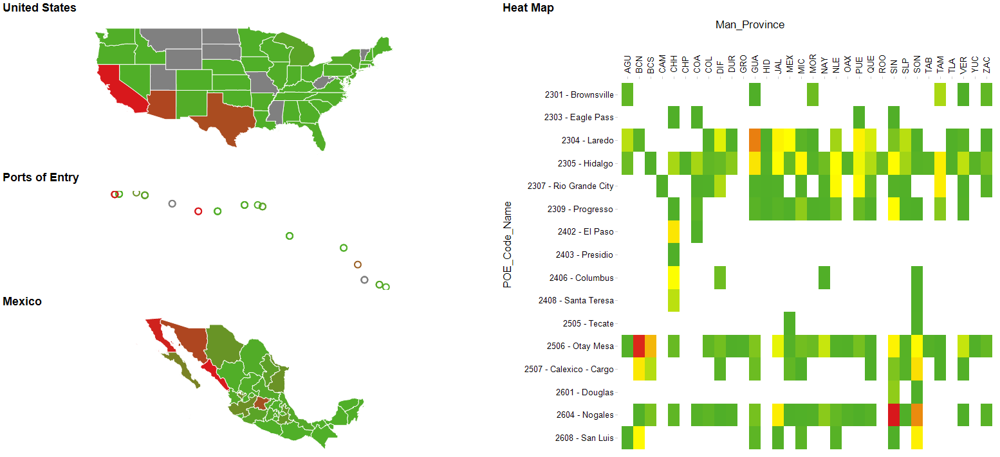 United States
Ports of Entry
Mexico
Heat Map
Man_Province
AGU BCN BCS CAM CHH CHP COA COL DIF DUR GRO GUA HID JAL MEX MIC MOR NAY NLE OAX PUE QUE ROO SIN SLP SON TAB TAM TLA VER YUC ZAC
POE_Code_Name
2301 - Brownsville
2303 - Eagle Pass
2304 - Laredo
2305 - Hidalgo
2307 - Rio Grande City
2309 - Progresso
2402 - El Paso
2403 - Presidio
2406 - Columbus
2408 - Santa Teresa
2505 - Tecate
2506 - Otay Mesa
2507 - Calexico - Cargo
2601 - Douglas
2604 - Nogales
2608 - San Luis